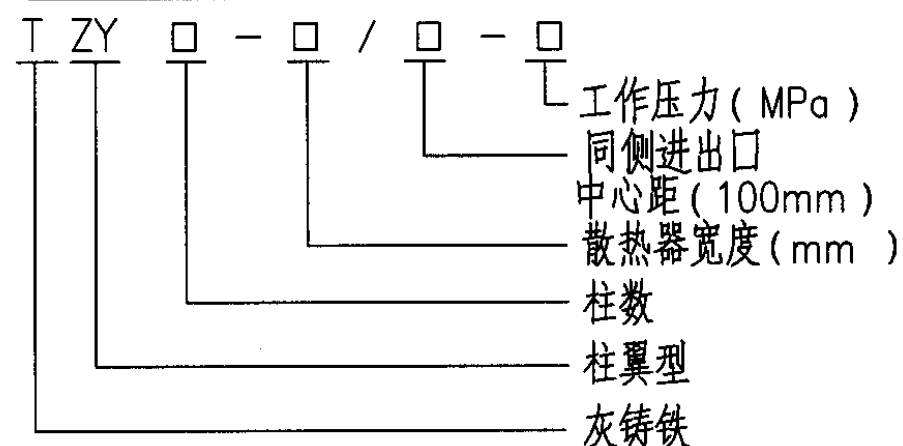 T ZY □ - □ / □ - □
工作压力( MPa )
同侧进出口
中心距( 100mm )
散热器宽度( mm )
柱数
柱翼型
灰铸铁